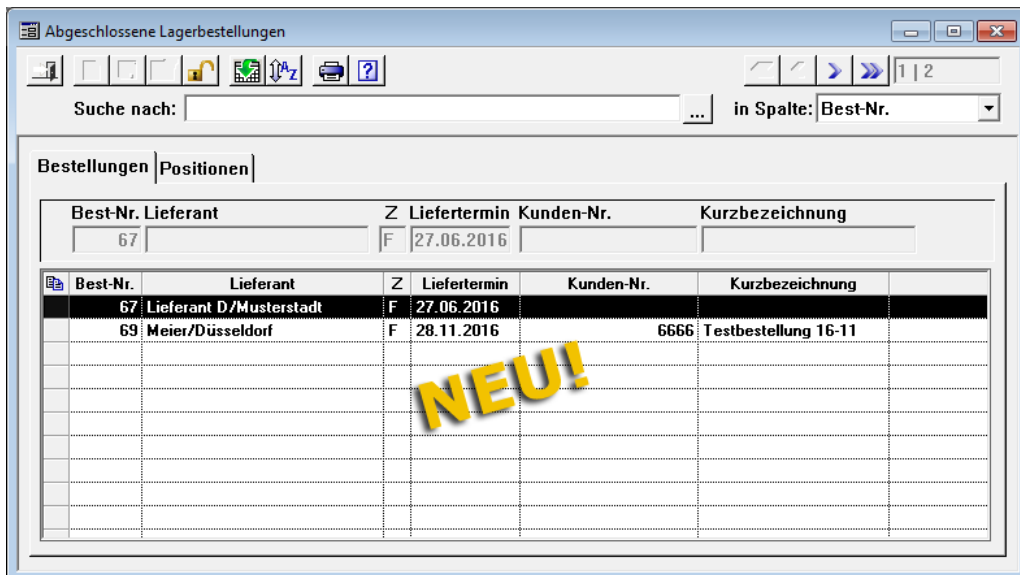 Abgeschlossene Lagerbestellungen
1 | 2
Suche nach: ... in Spalte: Best-Nr.
Bestellungen Positionen
Best-Nr. Lieferant Z Liefertermin Kunden-Nr. Kurzbezeichnung
67 F 27.06.2016
Best-Nr. Lieferant Z Liefertermin Kunden-Nr. Kurzbezeichnung
67 Lieferant D/Musterstadt F 27.06.2016
69 Meier/Düsseldorf F 28.11.2016 6666 Testbestellung 16-11
NEU!